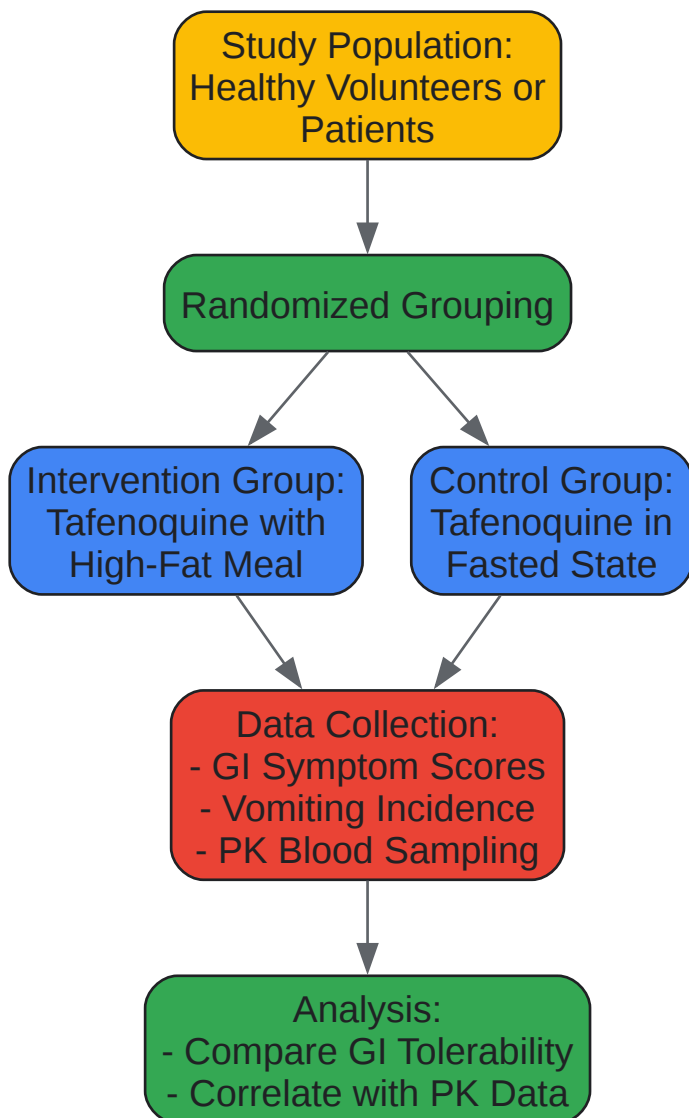 Study Population:
Healthy Volunteers or
Patients
Randomized Grouping
Intervention Group:
Tafenoquine with
High-Fat Meal
Control Group:
Tafenoquine in
Fasted State
Data Collection:
- GI Symptom Scores
- Vomiting Incidence
- PK Blood Sampling
Analysis:
- Compare GI Tolerability
- Correlate with PK Data